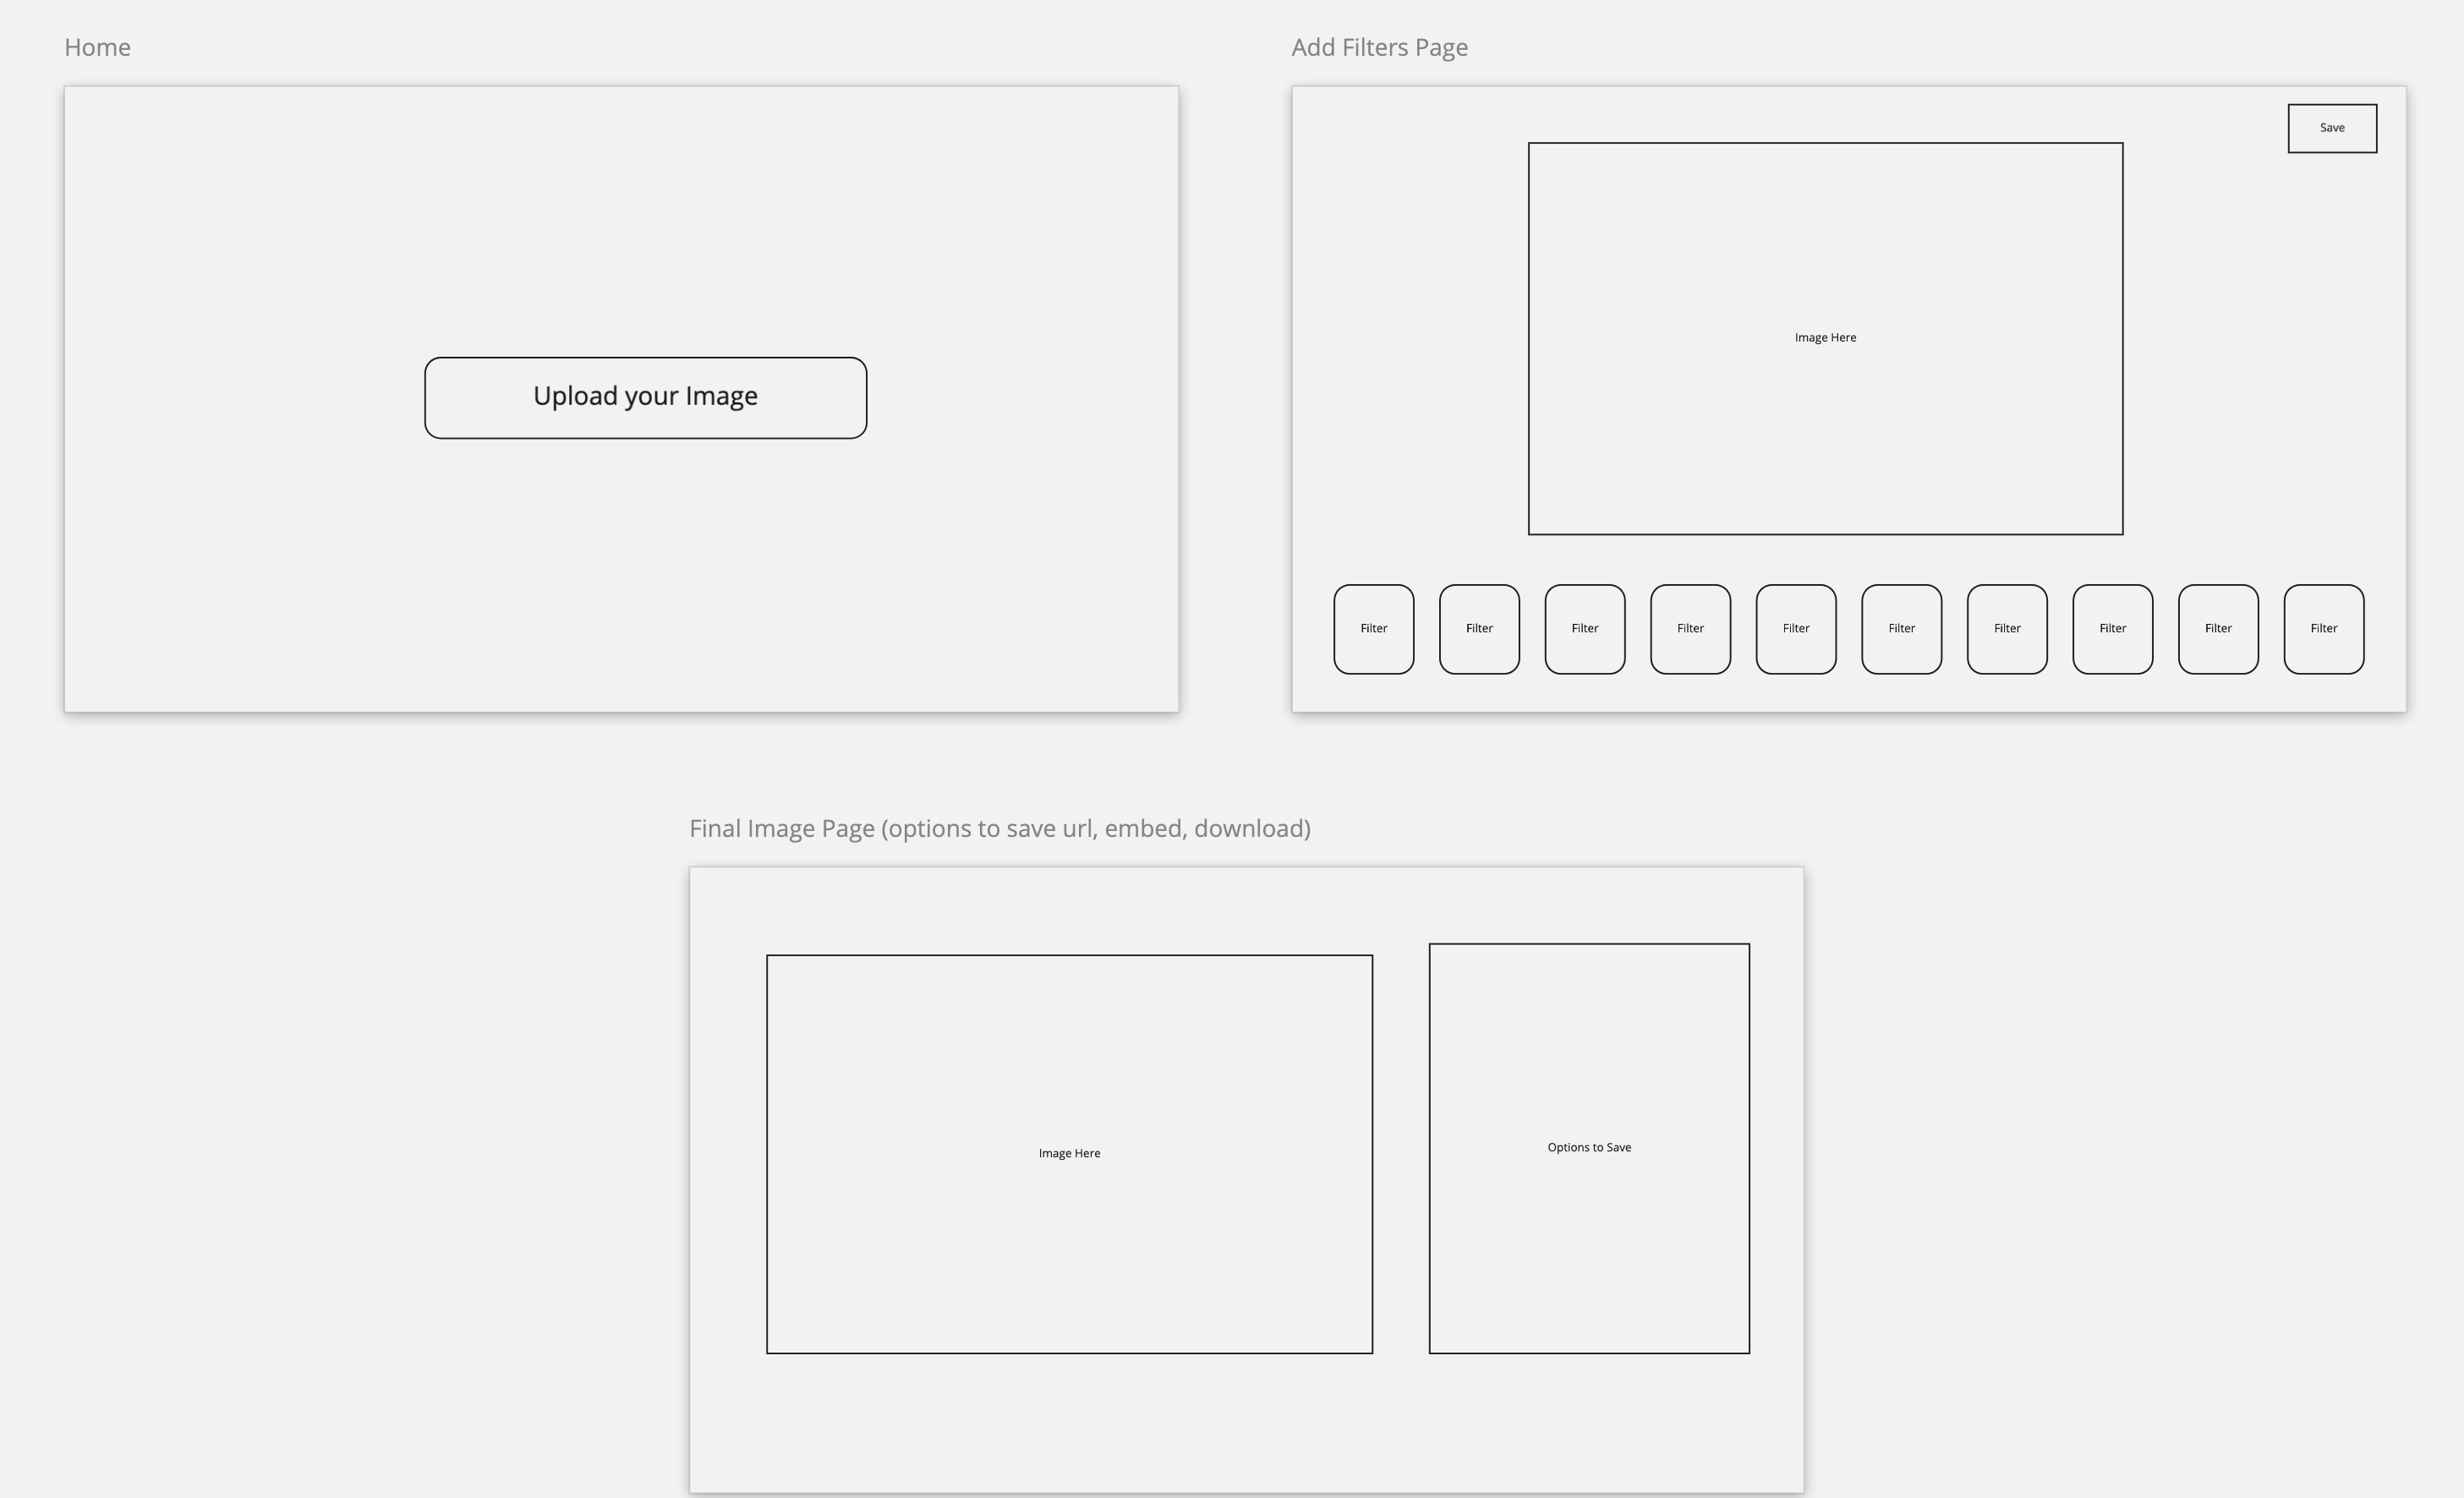 Home
Add Filters Page
Save
Image Here
Upload your Image
Filter
Filter
Filter
Filter
Filter
Filter
Filter
Filter
Filter
Filter
Final Image Page (options to save url, embed, download)
Image Here
Options to Save